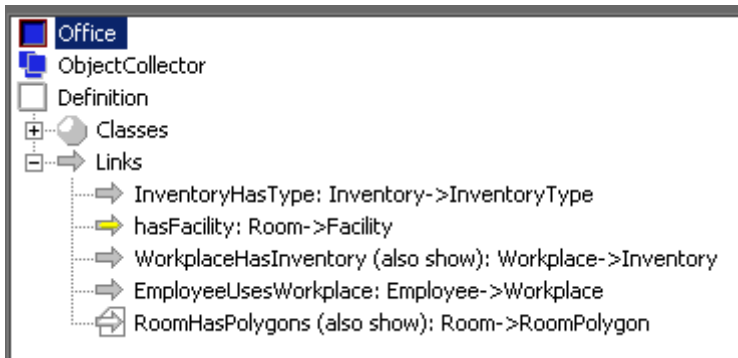 Office
ObjectCollector
Definition
Classes
Links
InventoryHasType: Inventory->InventoryType
hasFacility: Room->Facility
WorkplaceHasInventory (also show): Workplace->Inventory
EmployeeUsesWorkplace: Employee->Workplace
RoomHasPolygons (also show): Room->RoomPolygon